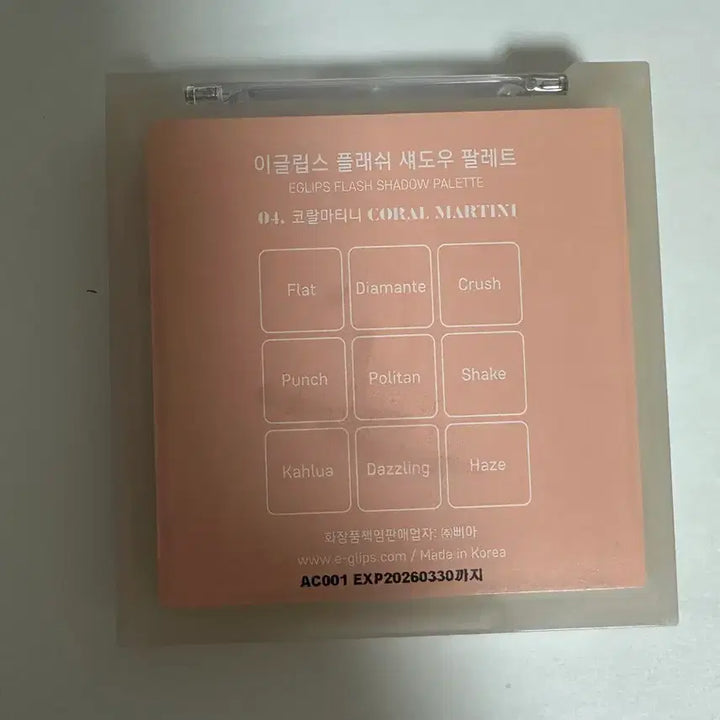 이글립스 플래쉬 섀도우 팔레트
EGLIPS FLASH SHADOW PALETTE
04. 코랄마티니 CORAL MARTINI
Flat Diamante Crush
Punch Politan Shake
Kahlua Dazzling Haze
화장품책임판매업자: ㈜삐아
www.e-glips.com / Made in Korea
AC001 EXP20260330까지